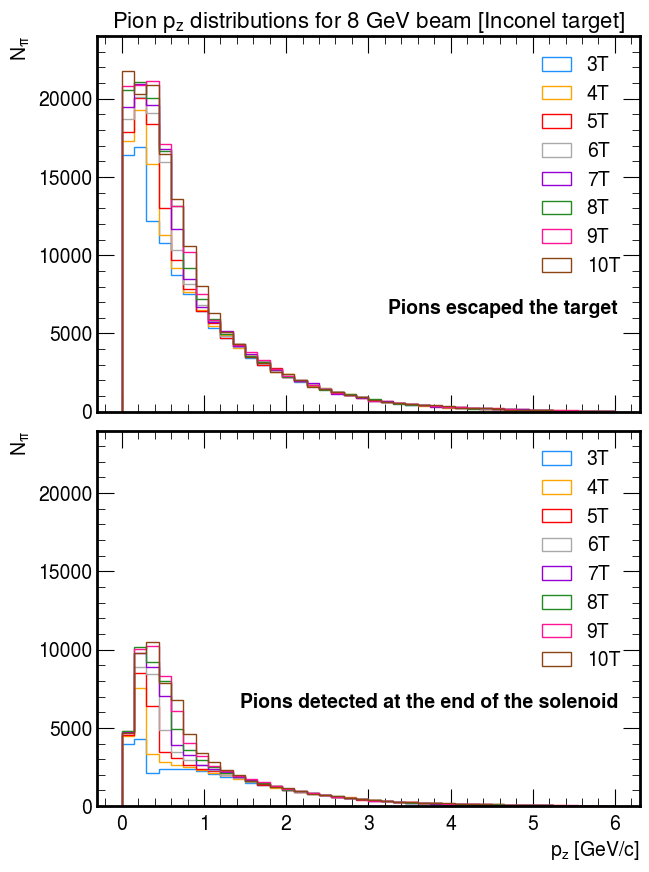 Pion p_z distributions for 8 GeV beam [Inconel target]
N_π
20000
15000
10000
5000
0
3T
4T
5T
6T
7T
8T
9T
10T
Pions escaped the target
N_π
20000
15000
10000
5000
0
3T
4T
5T
6T
7T
8T
9T
10T
Pions detected at the end of the solenoid
0 1 2 3 4 5 6
p_z [GeV/c]